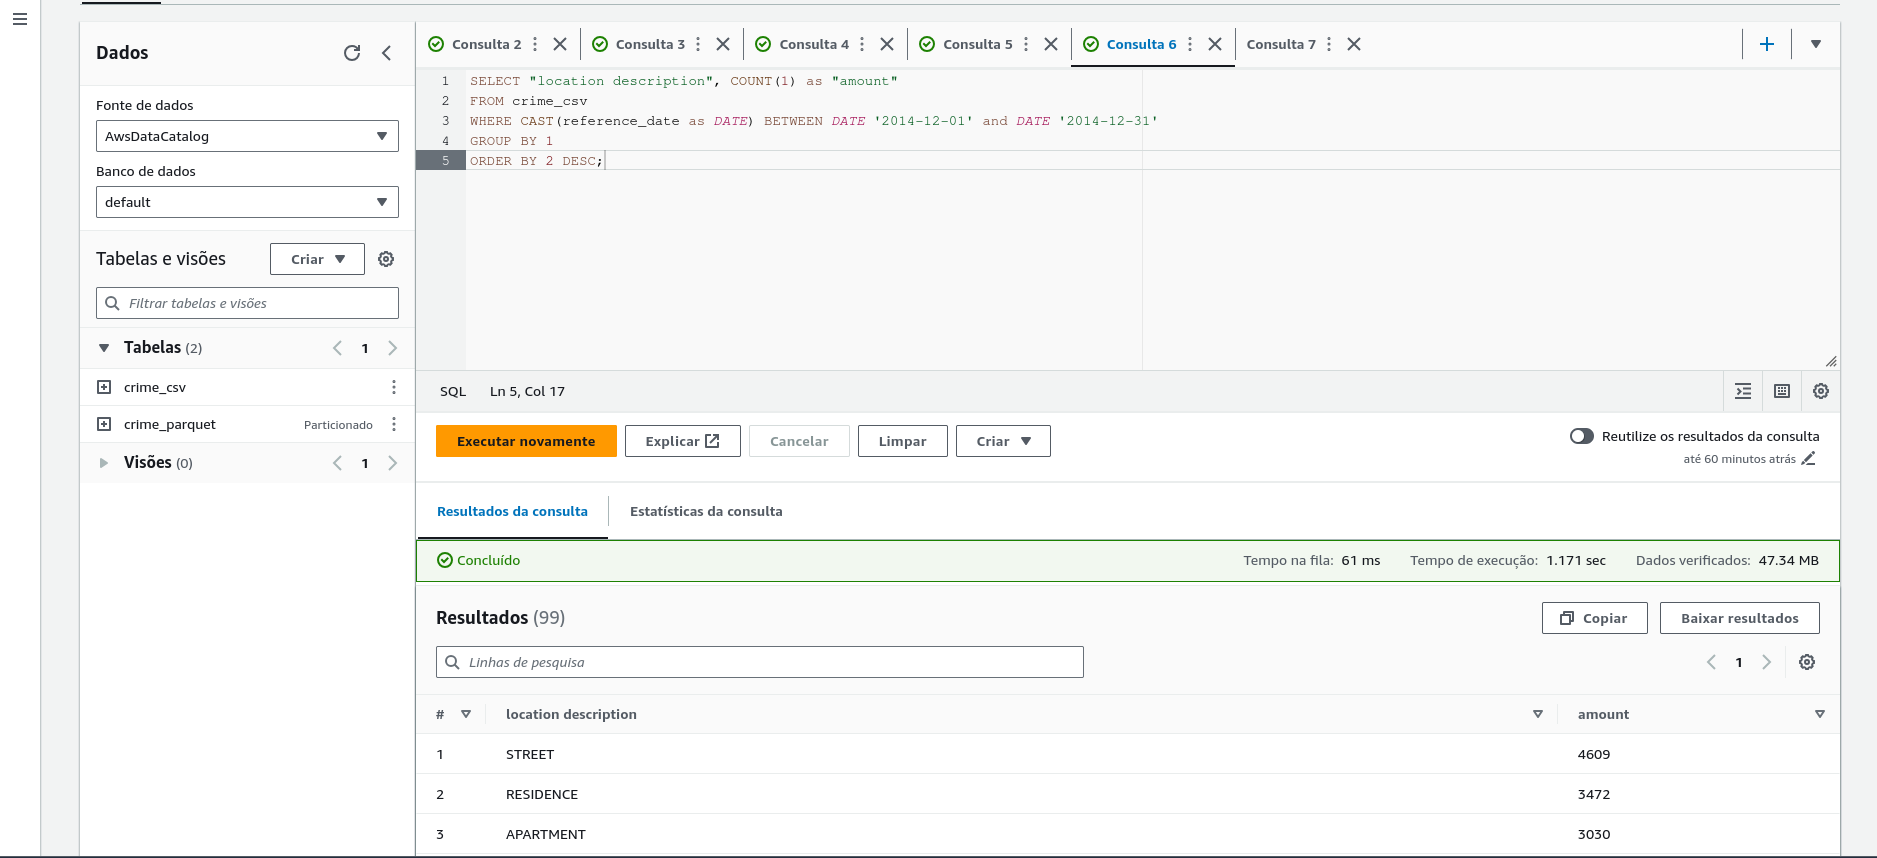 Dados
Fonte de dados
AwsDataCatalog
Banco de dados
default
Tabelas e visões
Criar
Filtrar tabelas e visões
Tabelas (2)
1
crime_csv
crime_parquet
Particionado
Visões (0)
1
Consulta 2
Consulta 3
Consulta 4
Consulta 5
Consulta 6
Consulta 7
1 SELECT "location description", COUNT(1) as "amount"
2 FROM crime_csv
3 WHERE CAST(reference_date as DATE) BETWEEN DATE '2014-12-01' and DATE '2014-12-31'
4 GROUP BY 1
5 ORDER BY 2 DESC;
SQL Ln 5, Col 17
Executar novamente
Explicar
Cancelar
Limpar
Criar
Reutilize os resultados da consulta
até 60 minutos atrás
Resultados da consulta
Estatísticas da consulta
Concluído
Tempo na fila: 61 ms
Tempo de execução: 1.171 sec
Dados verificados: 47.34 MB
Resultados (99)
Copiar
Baixar resultados
Linhas de pesquisa
1
# location description amount
1 STREET 4609
2 RESIDENCE 3472
3 APARTMENT 3030